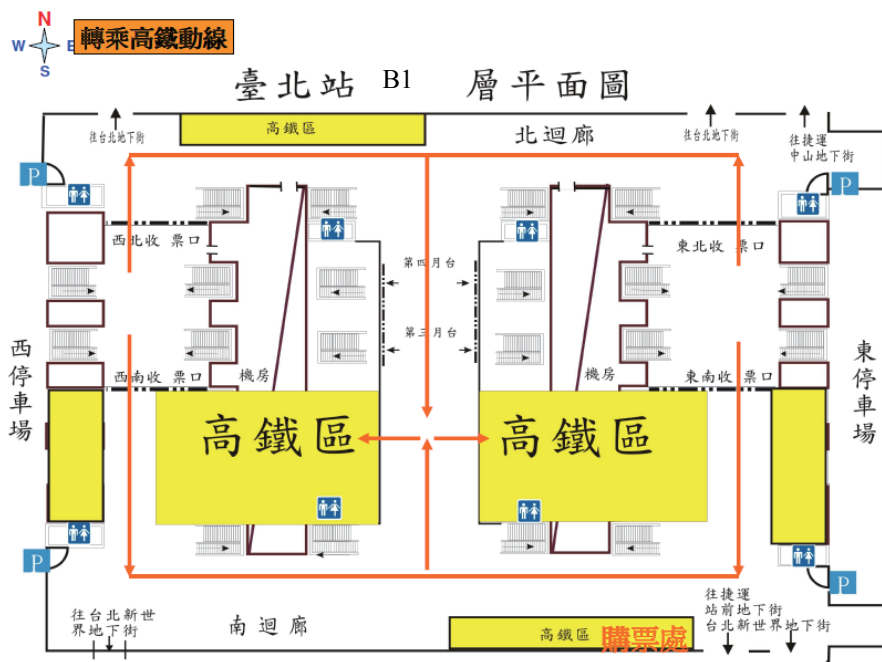 N
W
E
S
轉乘高鐵動線
臺北站 B1 層平面圖
往台北地下街
高鐵區
北迴廊
往台北地下街
往捷運
中山地下街
P
P
西北收 票口
東北收 票口
第四月台
第三月台
西停車場
東停車場
西南收 票口
機房
機房
東南收 票口
高鐵區
高鐵區
P
P
往台北新世
界地下街
南迴廊
高鐵區
購票處
往捷運
站前地下街
台北新世界地下街